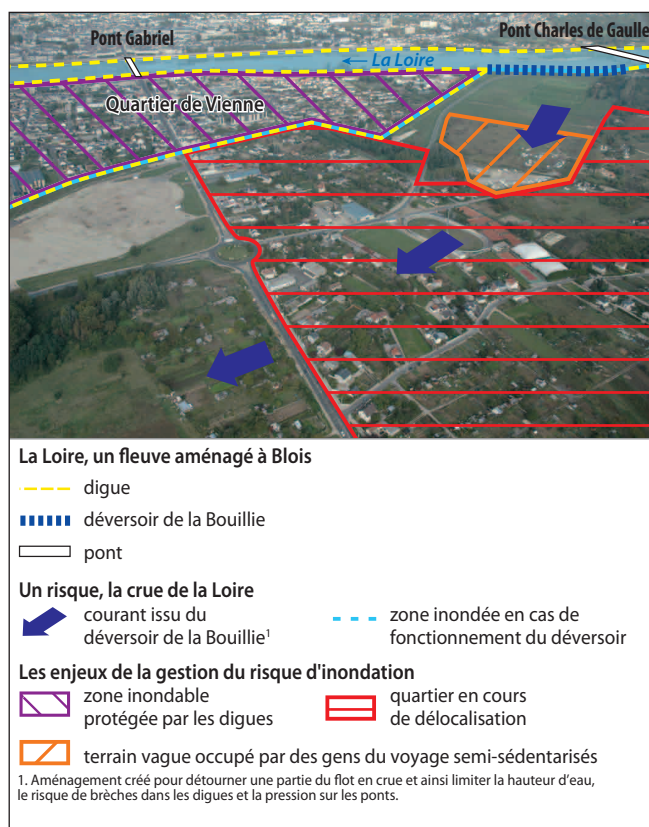 Pont Gabriel
Pont Charles de Gaulle
← La Loire
Quartier de Vienne
La Loire, un fleuve aménagé à Blois
digue
déversoir de la Bouillie
pont
Un risque, la crue de la Loire
courant issu du
déversoir de la Bouillie¹
zone inondée en cas de
fonctionnement du déversoir
Les enjeux de la gestion du risque d'inondation
zone inondable
protégée par les digues
quartier en cours
de délocalisation
terrain vague occupé par des gens du voyage semi-sédentarisés
1. Aménagement créé pour détourner une partie du flot en crue et ainsi limiter la hauteur d'eau,
le risque de brèches dans les digues et la pression sur les ponts.